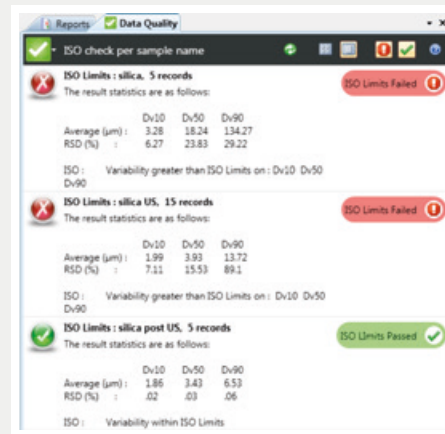 Reports Data Quality
ISO check per sample name
ISO Limits : silica, 5 records
ISO Limits Failed
The result statistics are as follows:
Dv10 Dv50 Dv90
Average (µm) : 3.28 18.24 134.27
RSD (%) : 6.27 23.83 29.22
ISO : Variability greater than ISO Limits on : Dv10 Dv50
Dv90
ISO Limits : silica US, 15 records
ISO Limits Failed
The result statistics are as follows:
Dv10 Dv50 Dv90
Average (µm) : 1.99 3.93 13.72
RSD (%) : 7.11 15.53 89.1
ISO : Variability greater than ISO Limits on : Dv10 Dv50
Dv90
ISO Limits : silica post US, 5 records
ISO LImits Passed
The result statistics are as follows:
Dv10 Dv50 Dv90
Average (µm) : 1.86 3.43 6.53
RSD (%) : .02 .03 .06
ISO : Variability within ISO Limits